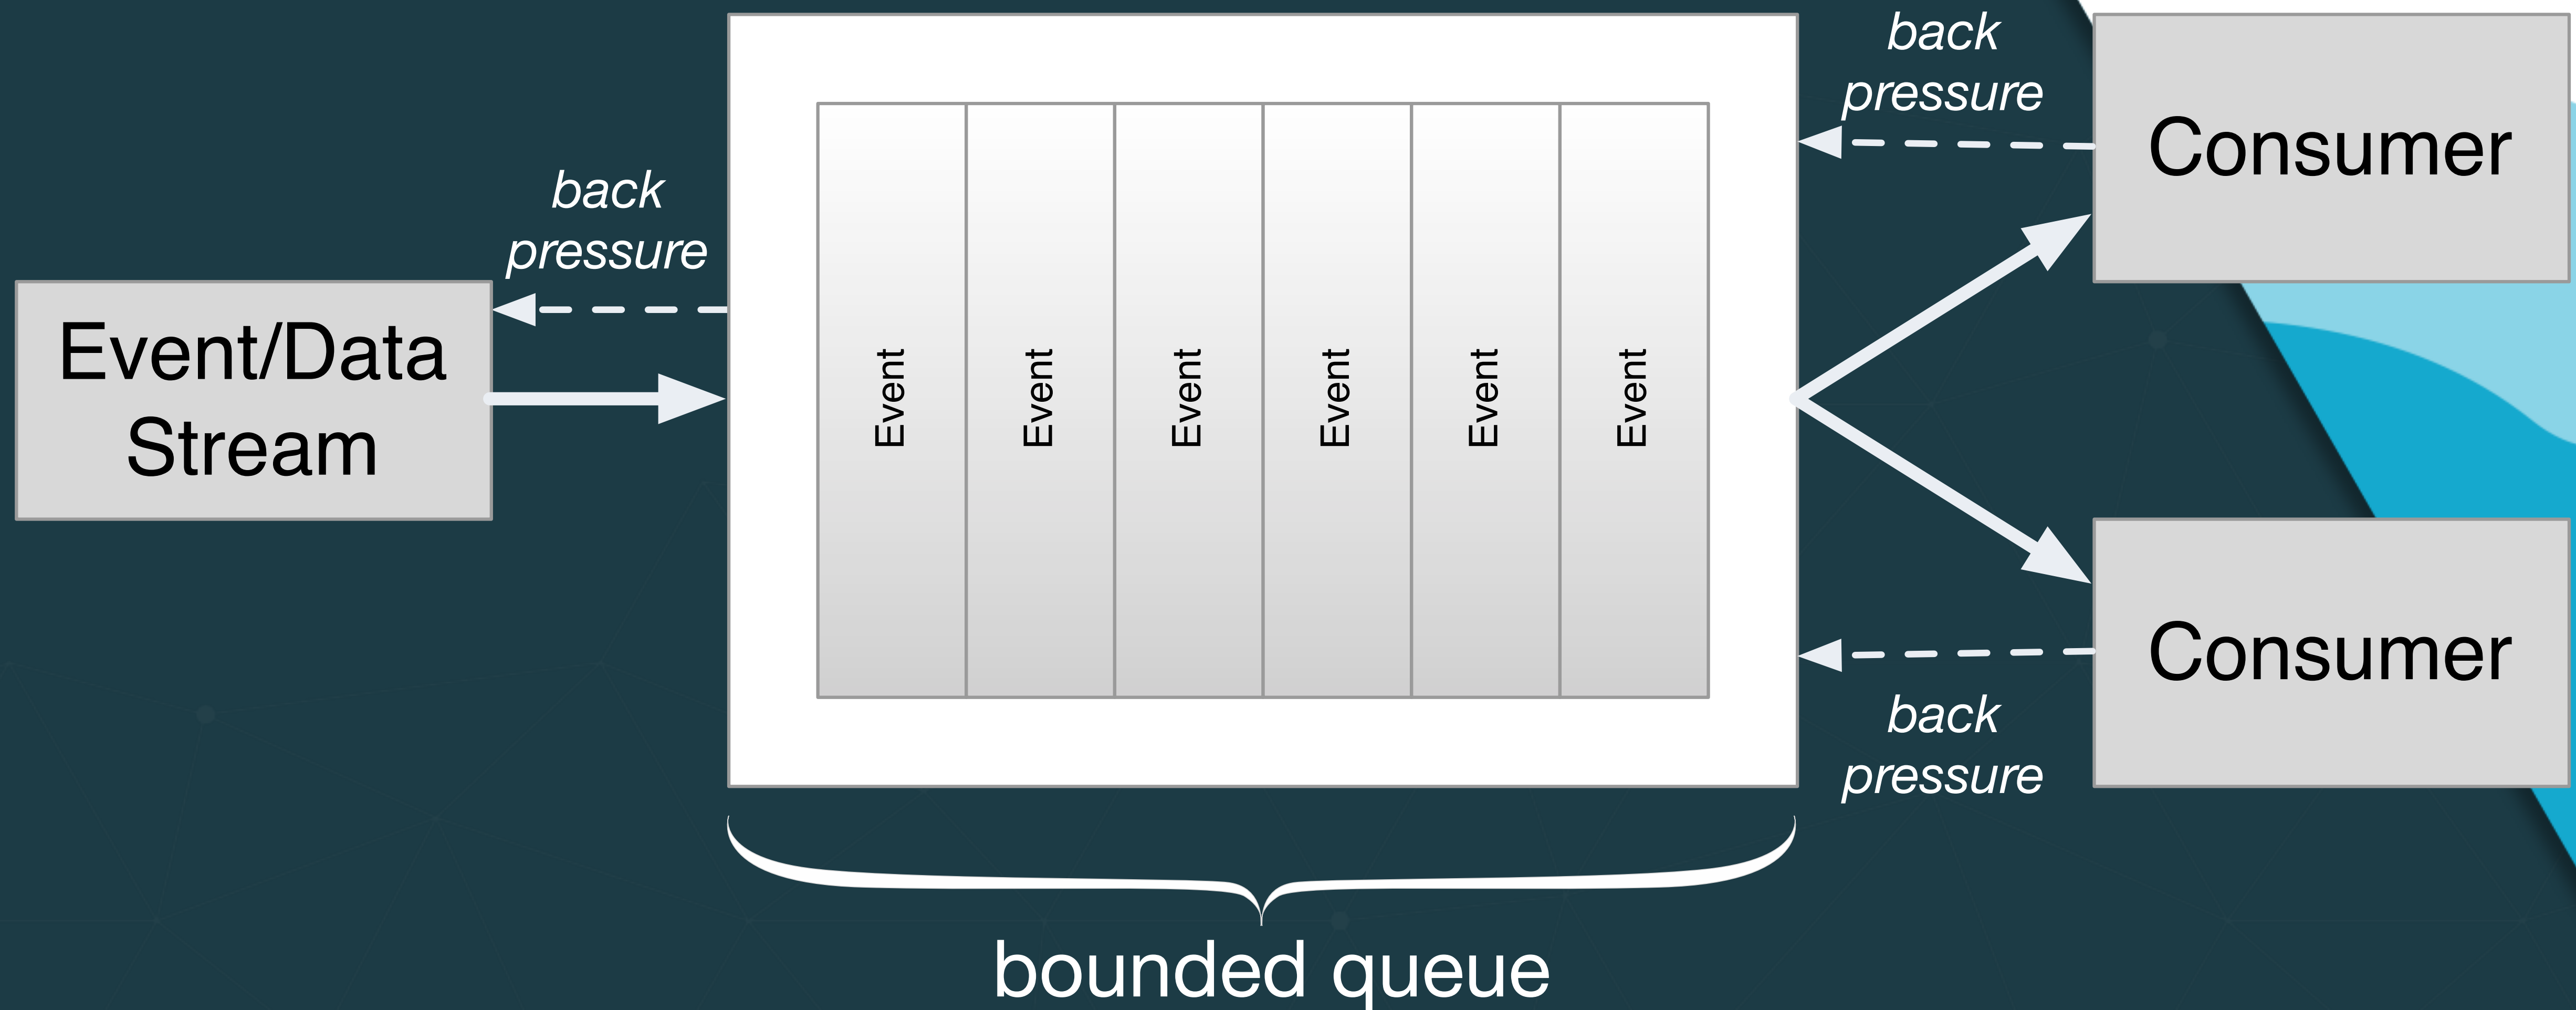 back
pressure
Event/Data
Stream
Event
Event
Event
Event
Event
Event
back
pressure
Consumer
Consumer
back
pressure
bounded queue